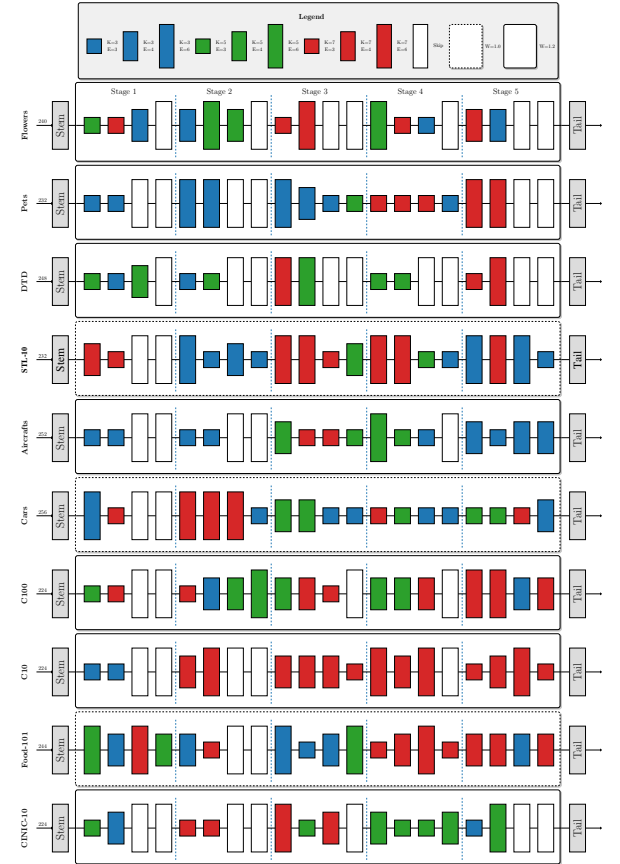 Legend
K=3 E=3
K=3 E=4
K=3 E=6
K=5 E=3
K=5 E=4
K=5 E=6
K=7 E=3
K=7 E=4
K=7 E=6
Skip
W=1.0
W=1.2
Stage 1 Stage 2 Stage 3 Stage 4 Stage 5
Flowers 240 Stem Tail
Pets 232 Stem Tail
DTD 248 Stem Tail
STL-10 232 Stem Tail
Aircrafts 252 Stem Tail
Cars 256 Stem Tail
C100 224 Stem Tail
C10 224 Stem Tail
Food-101 244 Stem Tail
CINIC-10 224 Stem Tail